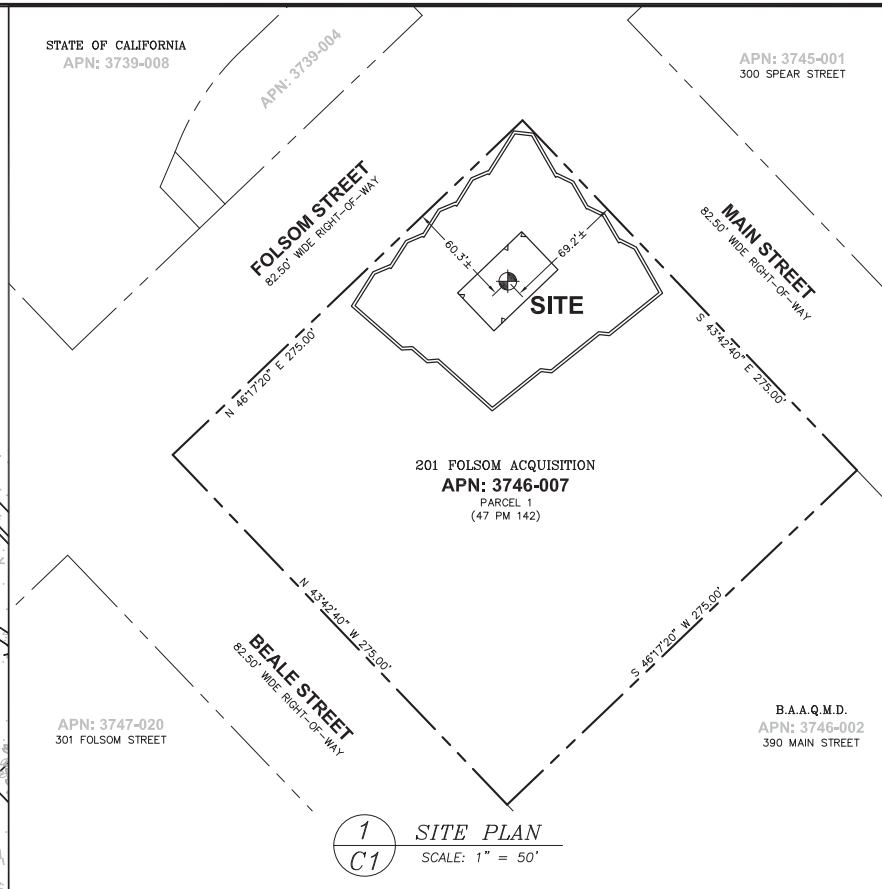 STATE OF CALIFORNIA
APN: 3739-008
APN: 3739-004
APN: 3745-001
300 SPEAR STREET
FOLSOM STREET
82.50' WIDE RIGHT-OF-WAY
MAIN STREET
82.50' WIDE RIGHT-OF-WAY
60.3'±
69.2'±
SITE
N 46°17'20" E 275.00'
S 43°42'40" E 275.00'
201 FOLSOM ACQUISITION
APN: 3746-007
PARCEL 1
(47 PM 142)
N 43°42'40" W 275.00'
S 46°17'20" W 275.00'
BEALE STREET
82.50' WIDE RIGHT-OF-WAY
APN: 3747-020
301 FOLSOM STREET
B.A.A.Q.M.D.
APN: 3746-002
390 MAIN STREET
1
C1
SITE PLAN
SCALE: 1" = 50'